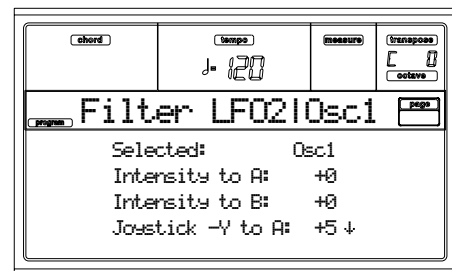 chord tempo measure transpose
♩= 120 C 0
octave
program Filter LFO2|Osc1 page
Selected: Osc1
Intensity to A: +0
Intensity to B: +0
Joystick -Y to A: +5 ↓